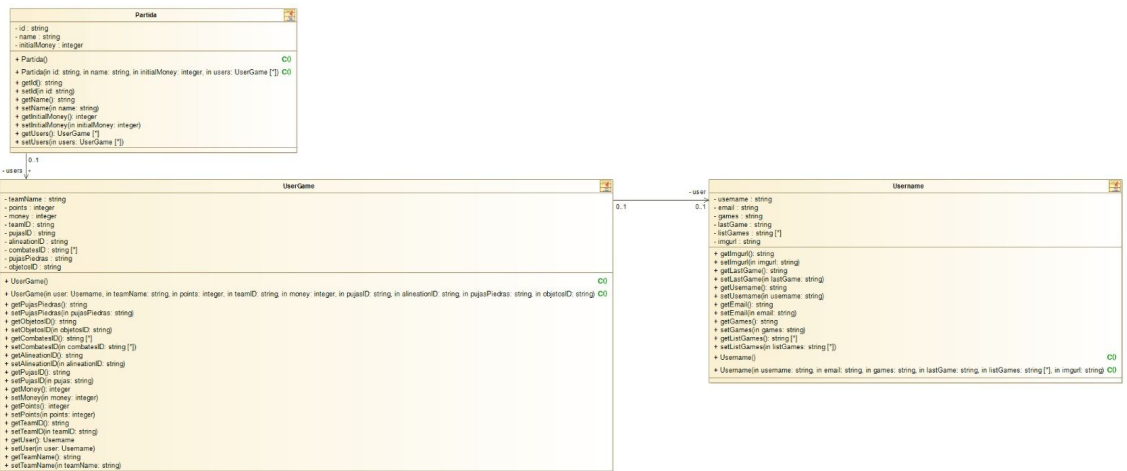 Partida
- id : string
- name : string
- initialMoney : integer
+ Partida() C()
+ Partida(in id: string, in name: string, in initialMoney: integer, in users: UserGame [*]) C()
+ getId(): string
+ setId(in id: string)
+ getName(): string
+ setName(in name: string)
+ getInitialMoney(): integer
+ setInitialMoney(in initialMoney: integer)
+ getUsers(): UserGame [*]
+ setUsers(in users: UserGame [*])
0..1
- users *
UserGame
- teamName : string
- points : integer
- money : integer
- teamID : string
- pujasID : string
- alineationID : string
- combatesID : string [*]
- pujasPiedras : string
- objetosID : string
+ UserGame() C()
+ UserGame(in user: Username, in teamName: string, in points: integer, in teamID: string, in money: integer, in pujasID: string, in alineationID: string, in pujasPiedras: string, in objetosID: string) C()
+ getPujasPiedras(): string
+ setPujasPiedras(in pujasPiedras: string)
+ getObjetosID(): string
+ setObjetosID(in objetosID: string)
+ getCombatesID(): string [*]
+ setCombatesID(in combatesID: string [*])
+ getAlineationID(): string
+ setAlineationID(in alineationID: string)
+ getPujasID(): string
+ setPujasID(in pujas: string)
+ getMoney(): integer
+ setMoney(in money: integer)
+ getPoints(): integer
+ setPoints(in points: integer)
+ getTeamID(): string
+ setTeamID(in teamID: string)
+ getUser(): Username
+ setUser(in user: Username)
+ getTeamName(): string
+ setTeamName(in teamName: string)
- user
0..1 0..1
Username
- username : string
- email : string
- games : string
- lastGame : string
- listGames : string [*]
- imgurl : string
+ getImgurl(): string
+ setImgurl(in imgurl: string)
+ getLastGame(): string
+ setLastGame(in lastGame: string)
+ getUsername(): string
+ setUsername(in username: string)
+ getEmail(): string
+ setEmail(in email: string)
+ getGames(): string
+ setGames(in games: string)
+ getListGames(): string [*]
+ setListGames(in listGames: string [*])
+ Username() C()
+ Username(in username: string, in email: string, in games: string, in lastGame: string, in listGames: string [*], in imgurl: string) C()